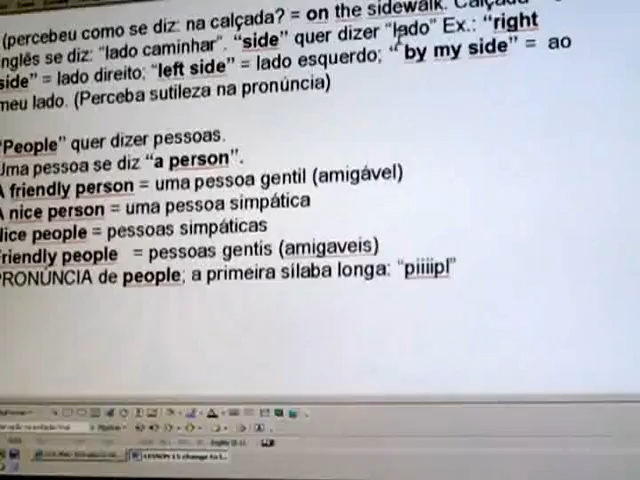 (percebeu como se diz: na calçada? = on the sidewalk. Calçada
nglês se diz: "lado caminhar". "side" quer dizer "lado" Ex.: "right
side" = lado direito; "left side" = lado esquerdo; "by my side" = ao
meu lado. (Perceba sutileza na pronúncia)
"People" quer dizer pessoas.
Uma pessoa se diz "a person".
A friendly person = uma pessoa gentil (amigável)
A nice person = uma pessoa simpática
Nice people = pessoas simpáticas
Friendly people = pessoas gentis (amigaveis)
PRONÚNCIA de people; a primeira sílaba longa: "piiiipl"